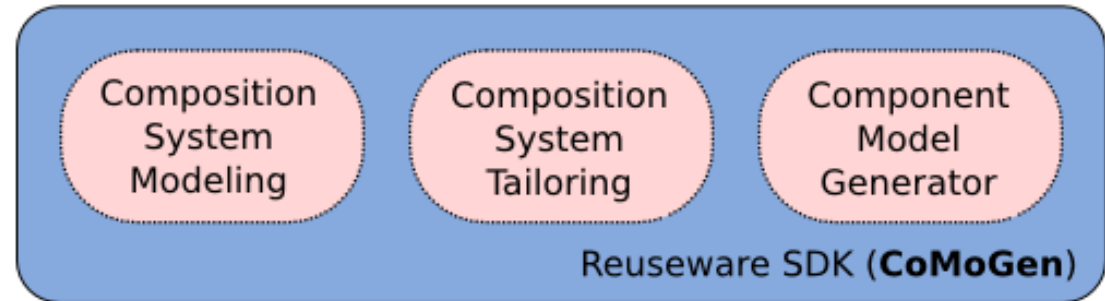 Composition
System
Modeling
Composition
System
Tailoring
Component
Model
Generator
Reuseware SDK (CoMoGen)